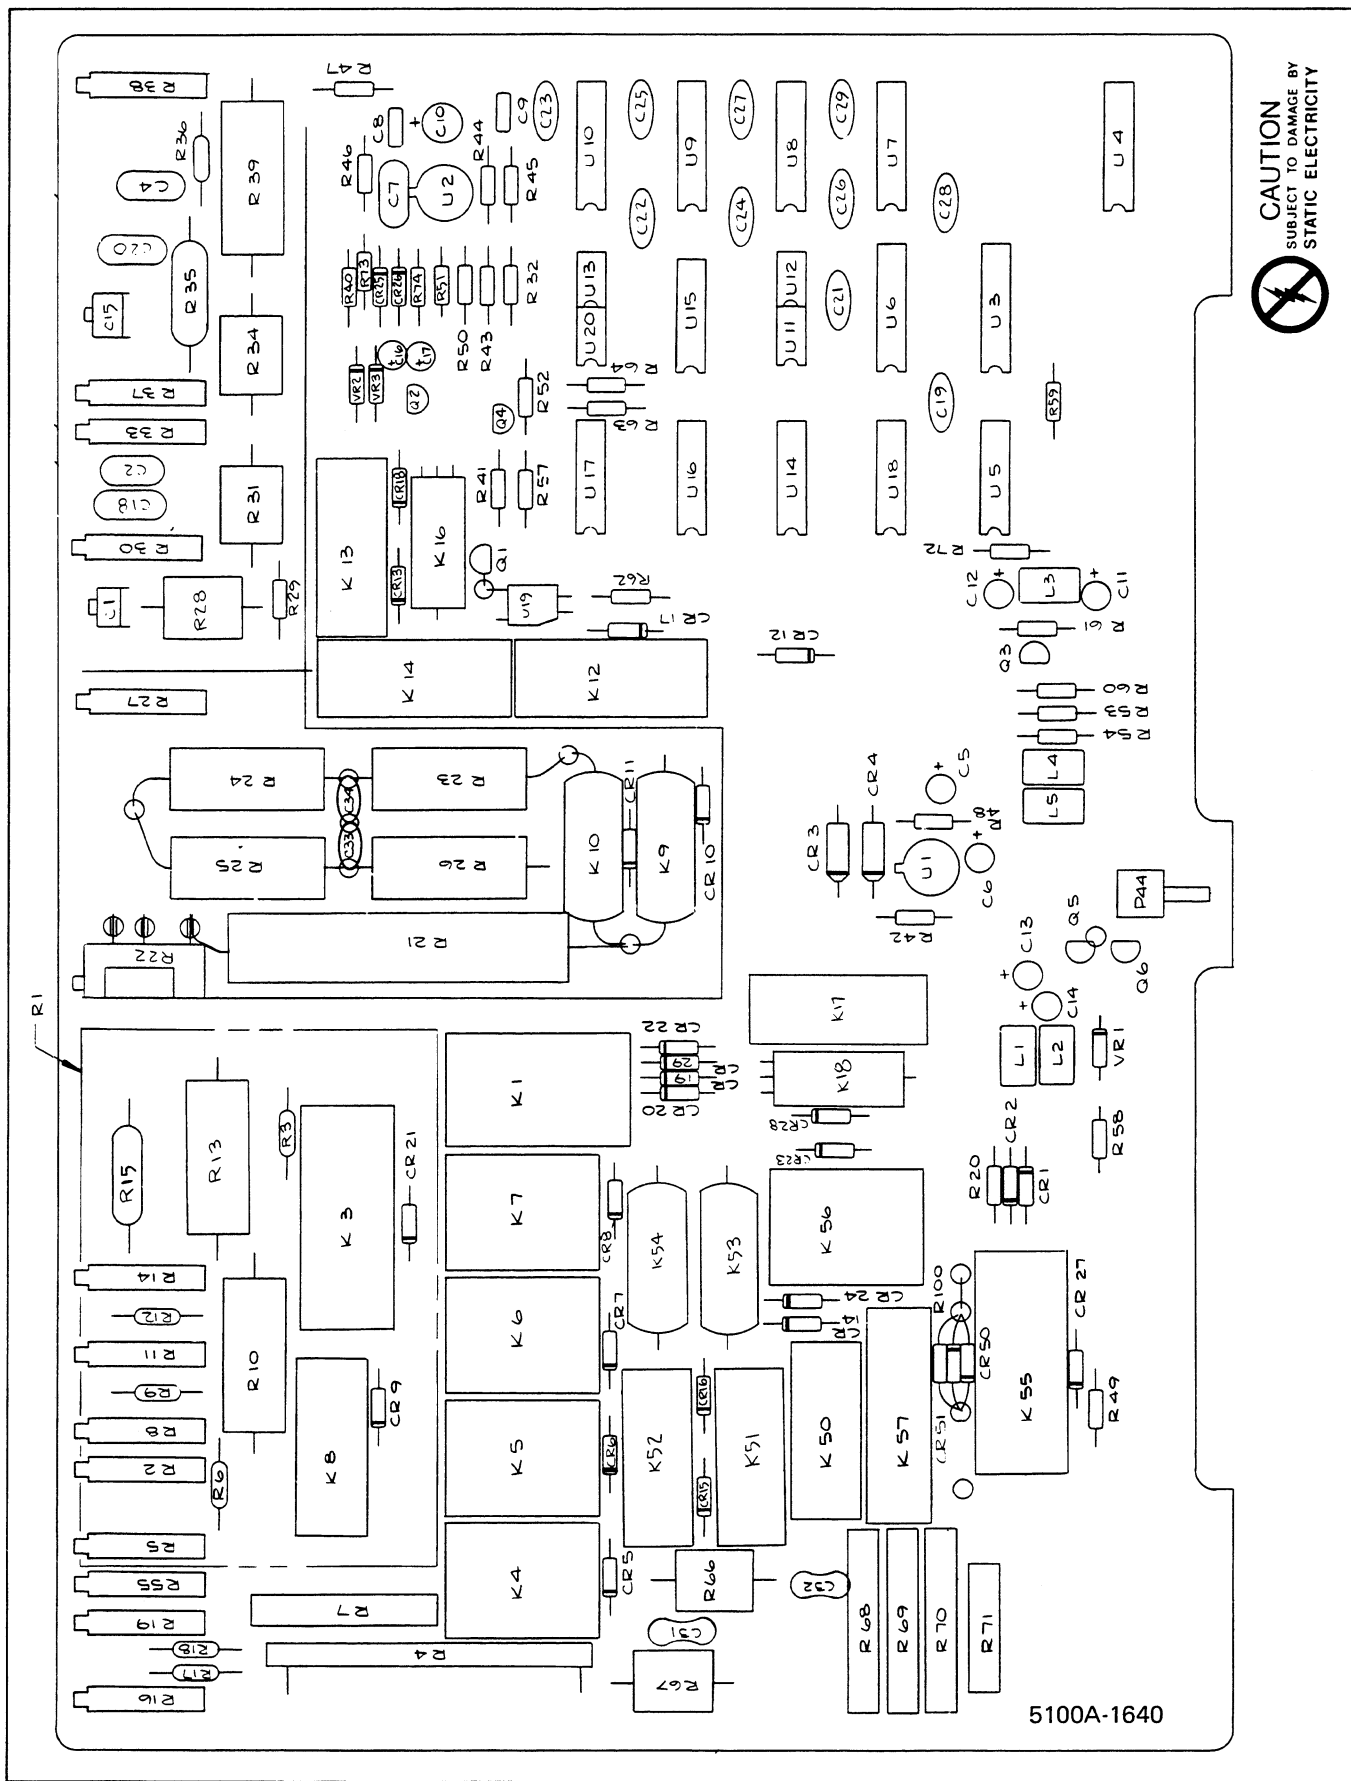 R38
R36
C4
R39
C20
R35
C15
R34
R37
R33
C2
C18
R31
R30
C1
R28
R29
R27
R47
C8
+
C10
C9
C23
R46
C7
U2
R44
R45
U10
C25
U9
C27
U8
C29
U7
U4
C22
C24
C26
C28
R40
R73
CR25
CR26
R74
R51
R50
R43
R32
U13
U20
U15
U12
U11
C21
U6
U3
VR2
VR3
+
C16
+
C17
Q2
Q4
R52
R64
R63
C19
R59
K13
CR18
CR13
K16
R41
R57
U17
U16
U14
U18
U5
Q1
U19
R62
CR17
CR12
R72
C12
+
L3
+
C11
R61
Q3
R60
R53
R54
L4
L5
K14
K12
R24
C34
R23
R25
C33
R26
K10
CR11
K9
CR10
CR3
CR4
+
C5
R48
U1
+
C6
R42
R22
R21
P44
Q5
Q6
+
C13
+
C14
K17
K18
L1
L2
VR1
CR28
CR23
R1
R15
R13
R3
K3
CR21
K1
CR22
CR
29
CR
19
CR20
K7
CR8
K54
K53
K56
R20
CR2
CR1
R58
R14
R12
R11
R9
R8
R2
R6
R10
K8
CR9
K6
CR7
K5
CR6
K52
CR16
CR15
K51
CR24
CR14
K50
K57
R100
CR50
CR51
K55
CR27
R49
R5
R55
R19
R18
R17
R16
R7
R4
K4
CR5
R66
C31
R67
C32
R68
R69
R70
R71
5100A-1640
CAUTION
SUBJECT TO DAMAGE BY
STATIC ELECTRICITY